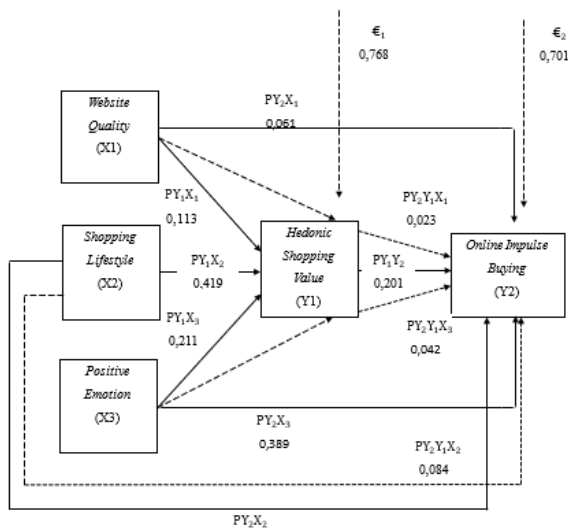 €₁
0,768
€₂
0,701
Website
Quality
(X1)
PY₂X₁
0,061
PY₁X₁
0,113
PY₂Y₁X₁
0,023
Shopping
Lifestyle
(X2)
PY₁X₂
0,419
Hedonic
Shopping
Value
(Y1)
PY₁Y₂
0,201
Online Impulse
Buying
(Y2)
PY₁X₃
0,211
PY₂Y₁X₃
0,042
Positive
Emotion
(X3)
PY₂X₃
0,389
PY₂Y₁X₂
0,084
PY₂X₂